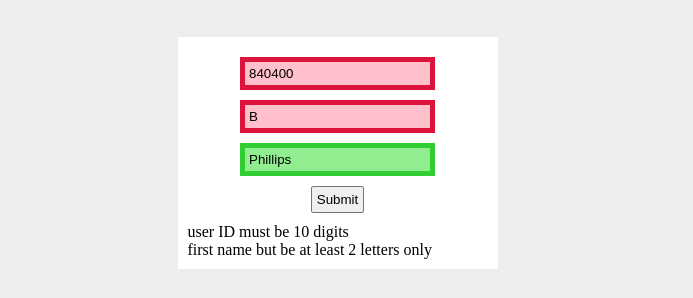 840400
B
Phillips
Submit
user ID must be 10 digits
first name but be at least 2 letters only